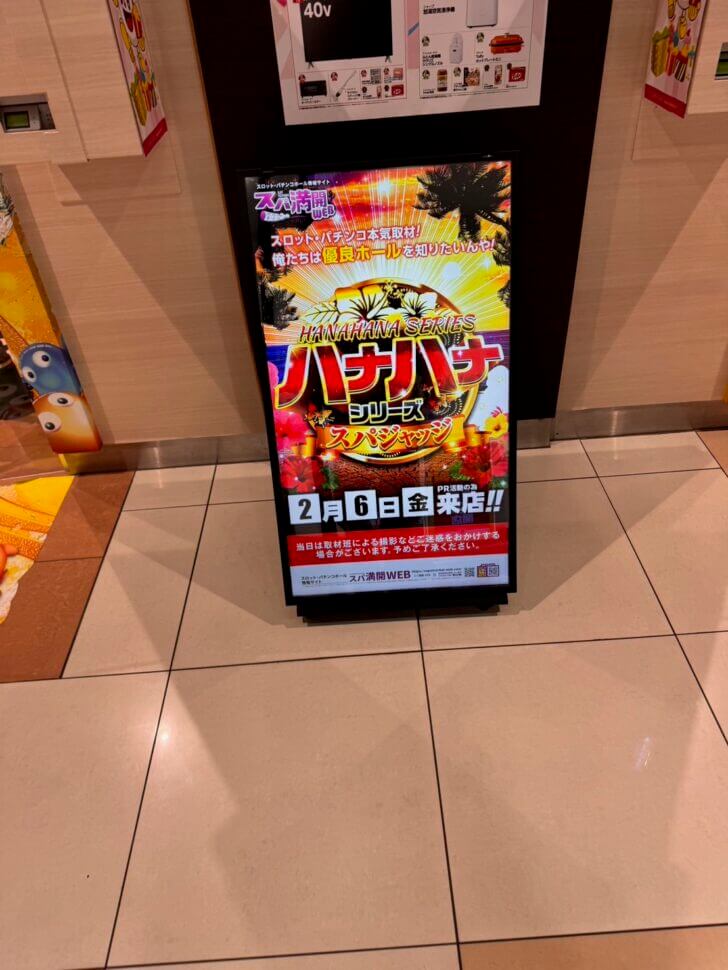 40v
スロット・パチンコホール情報サイト
スパ満開
WEB
スロット・パチンコ本気取材!
俺たちは優良ホールを知りたいんや!
HANAHANA SERIES
ハナハナ
シリーズ
スパジャッジ
PR活動の為
2月6日金来店!!
当日は取材班による撮影などご迷惑をおかけする
場合がございます。予めご了承ください。
スロット・パチンコホール
情報サイト
スパ満開WEB